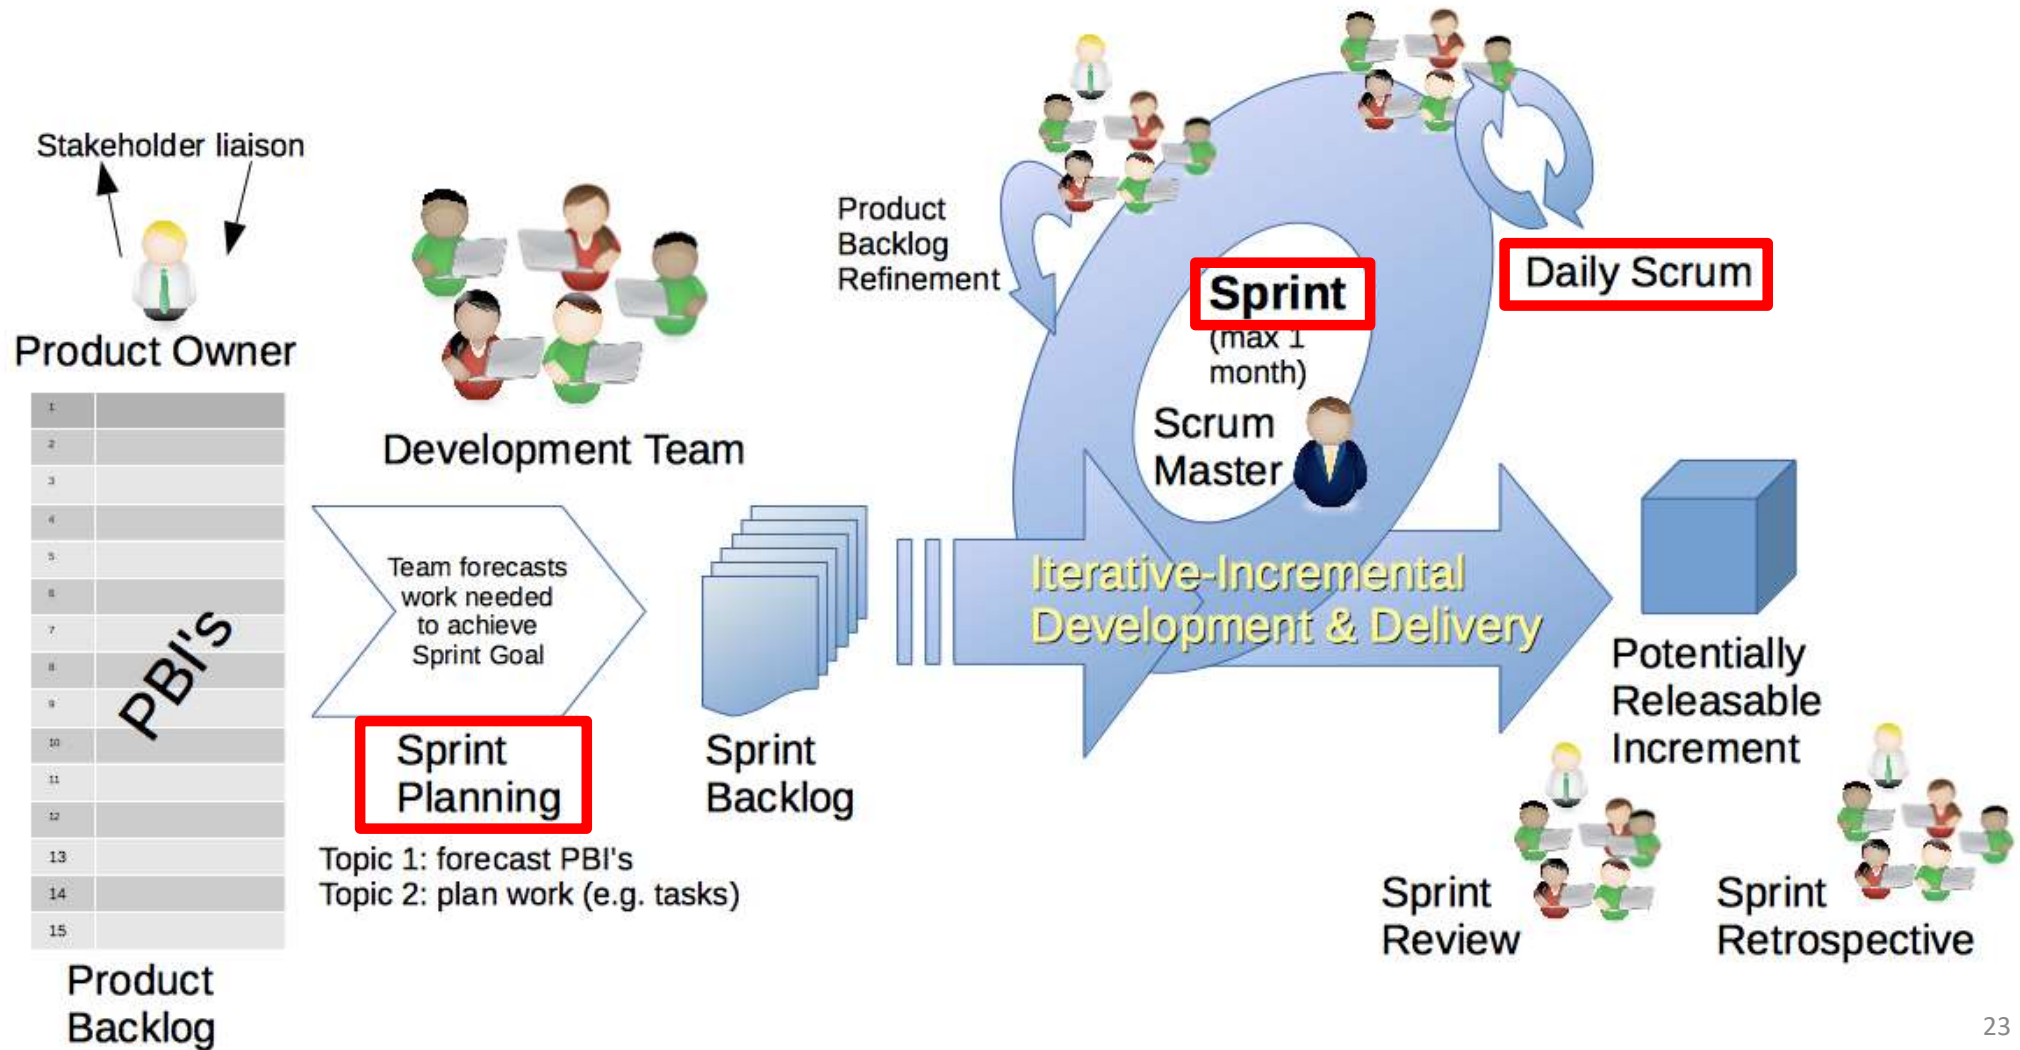 Stakeholder liaison
Product Owner
1
2
3
4
5
6
7
8
9
10
11
12
13
14
15
PBI's
Product
Backlog
Development Team
Team forecasts
work needed
to achieve
Sprint Goal
Sprint
Planning
Topic 1: forecast PBI's
Topic 2: plan work (e.g. tasks)
Sprint
Backlog
Product
Backlog
Refinement
Sprint
(max 1
month)
Scrum
Master
Daily Scrum
Iterative-Incremental
Development & Delivery
Potentially
Releasable
Increment
Sprint
Review
Sprint
Retrospective
23